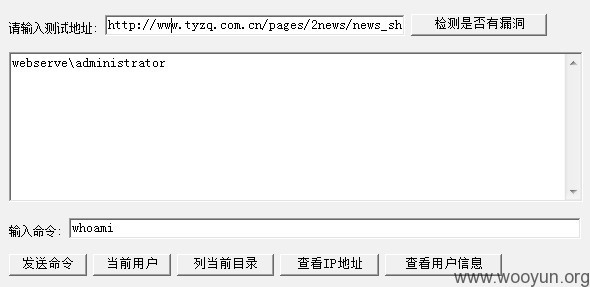 请输入测试地址: http://www.tyzq.com.cn/pages/2news/news_sh 检测是否有漏洞
webserve\administrator
输入命令: whoami
发送命令 当前用户 列当前目录 查看IP地址 查看用户信息
www.wooyun.org